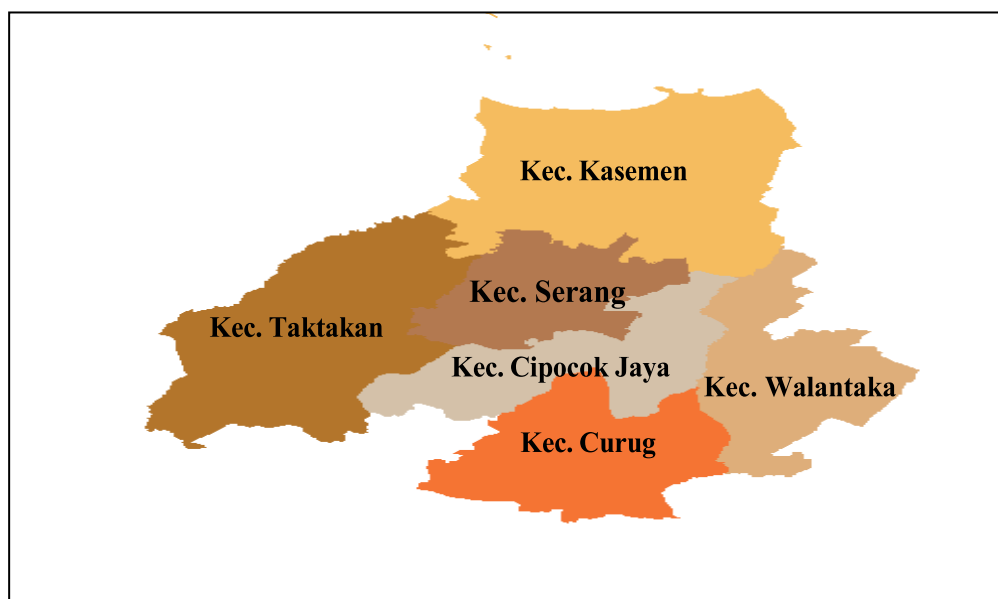 Kec. Kasemen
Kec. Serang
Kec. Taktakan
Kec. Cipocok Jaya
Kec. Walantaka
Kec. Curug